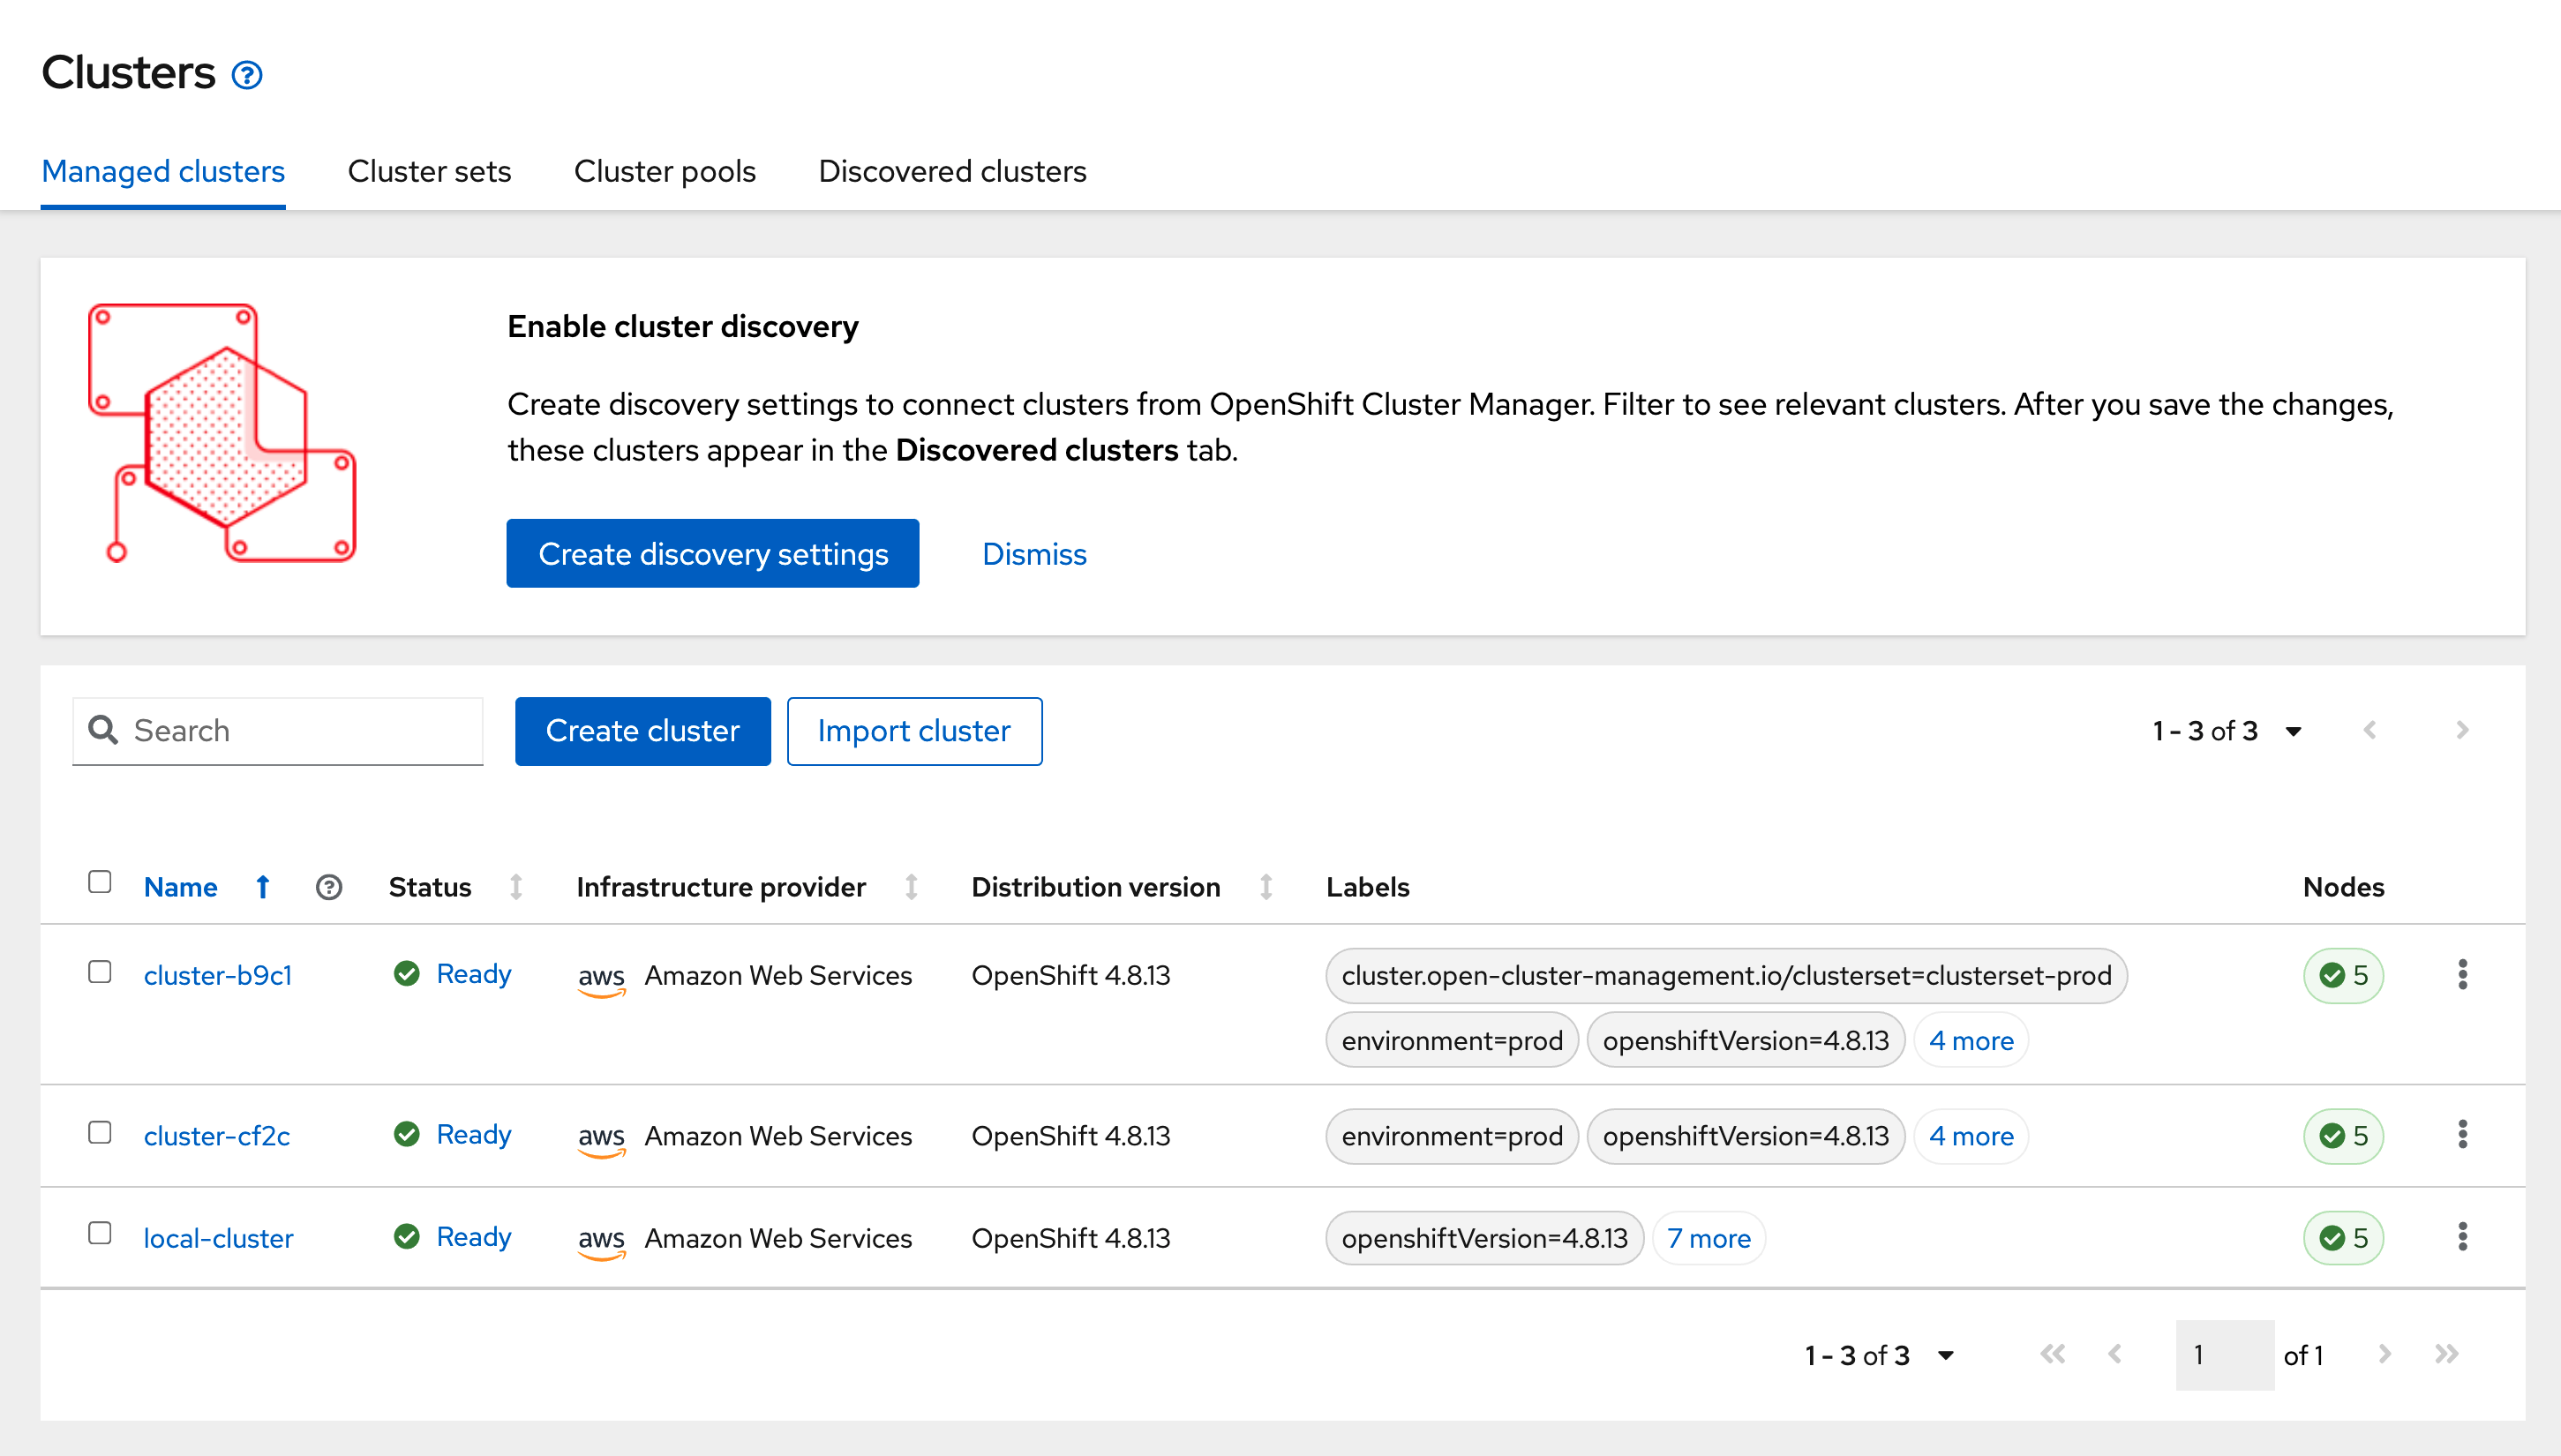 Clusters
Managed clusters Cluster sets Cluster pools Discovered clusters
Enable cluster discovery
Create discovery settings to connect clusters from OpenShift Cluster Manager. Filter to see relevant clusters. After you save the changes,
these clusters appear in the Discovered clusters tab.
Create discovery settings Dismiss
Search Create cluster Import cluster 1 - 3 of 3
Name Status Infrastructure provider Distribution version Labels Nodes
cluster-b9c1 Ready aws Amazon Web Services OpenShift 4.8.13 cluster.open-cluster-management.io/clusterset=clusterset-prod 5
environment=prod openshiftVersion=4.8.13 4 more
cluster-cf2c Ready aws Amazon Web Services OpenShift 4.8.13 environment=prod openshiftVersion=4.8.13 4 more 5
local-cluster Ready aws Amazon Web Services OpenShift 4.8.13 openshiftVersion=4.8.13 7 more 5
1 - 3 of 3 1 of 1